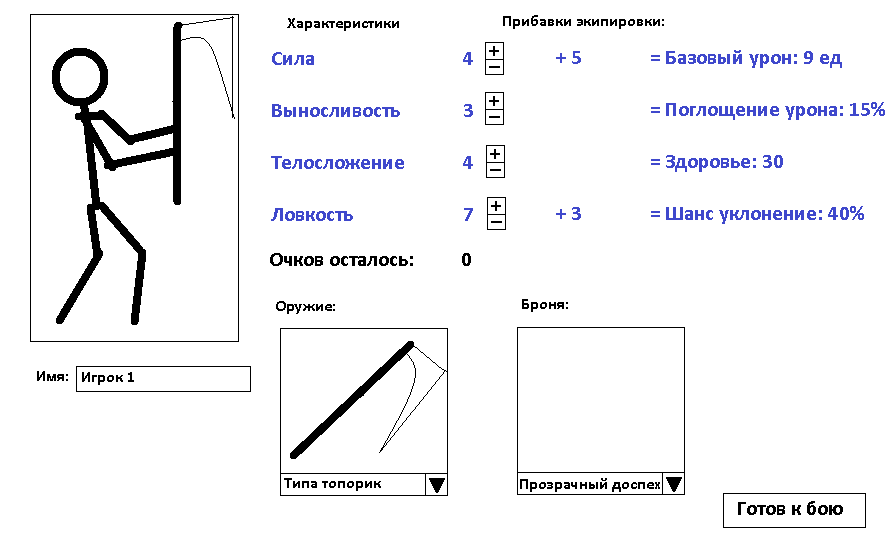 Характеристики Прибавки экипировки:
Сила 4 + − + 5 = Базовый урон: 9 ед
Выносливость 3 + − = Поглощение урона: 15%
Телосложение 4 + − = Здоровье: 30
Ловкость 7 + − + 3 = Шанс уклонение: 40%
Очков осталось: 0
Оружие: Броня:
Имя: Игрок 1
Типа топорик Прозрачный доспех
Готов к бою